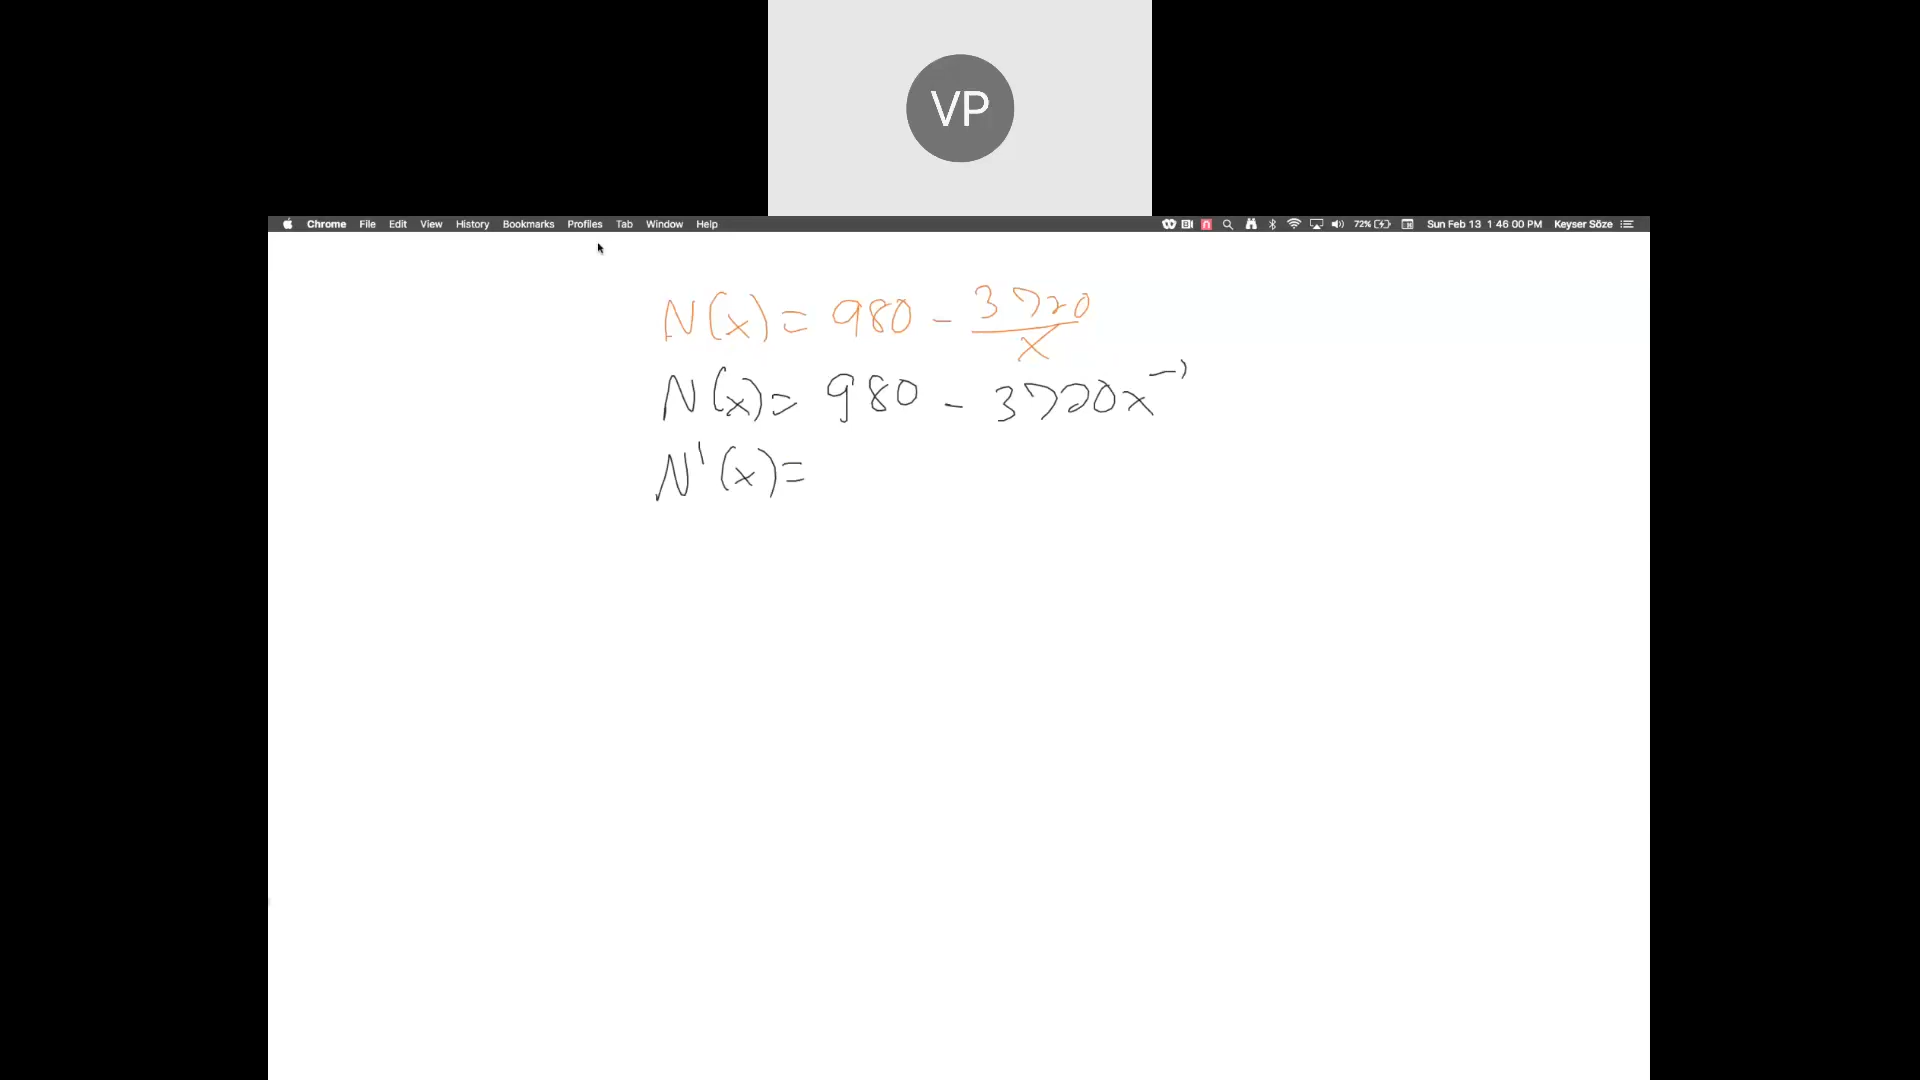 VP
Chrome File Edit View History Bookmarks Profiles Tab Window Help 72% Sun Feb 13 1 46 00 PM Keyser Söze
N(x) = 980 - 3720/x
N(x) = 980 - 3720x⁻¹
N'(x) =